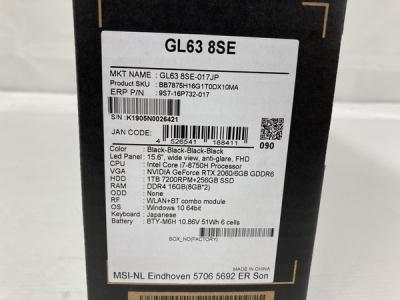 GL63 8SE
MKT NAME : GL63 8SE-017JP
Product SKU : BB7875H16G1T0DX10MA
ERP P/N : 9S7-16P732-017
S/N :K1905N0026421
JAN CODE:
4 526541 188411
090
Color : Black-Black-Black-Black
Led Panel : 15.6", wide view, anti-glare, FHD
CPU : Intel Core i7-8750H Processor
VGA : NVIDIA GeForce RTX 2060/6GB GDDR6
HDD : 1TB 7200RPM+256GB SSD
RAM : DDR4 16GB(8GB*2)
ODD : None
RF : WLAN+BT combo module
OS : Windows 10 64bit
Keyboard : Japanese
Battery : BTY-M6H 10.86V 51Wh 6 cells
BOX_NO(FACTORY)
MADE IN CHINA
MSI-NL Eindhoven 5706 5692 ER Son